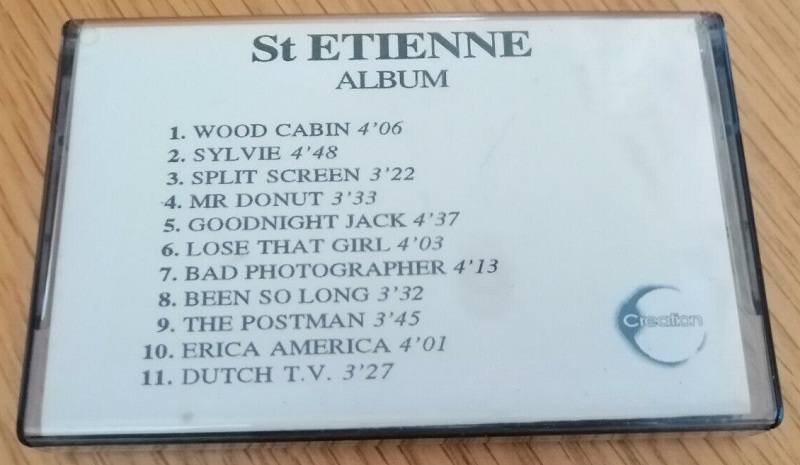 St ETIENNE
ALBUM
1. WOOD CABIN 4'06
2. SYLVIE 4'48
3. SPLIT SCREEN 3'22
4. MR DONUT 3'33
5. GOODNIGHT JACK 4'37
6. LOSE THAT GIRL 4'03
7. BAD PHOTOGRAPHER 4'13
8. BEEN SO LONG 3'32
9. THE POSTMAN 3'45
10. ERICA AMERICA 4'01
11. DUTCH T.V. 3'27
Creation